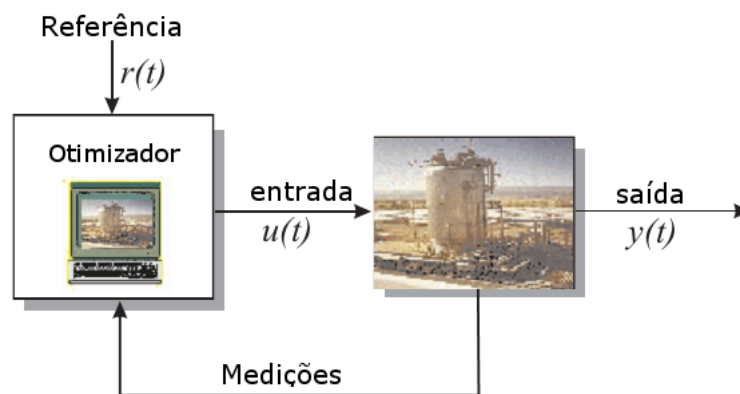 Referência
r(t)
Otimizador
entrada
u(t)
saída
y(t)
Medições